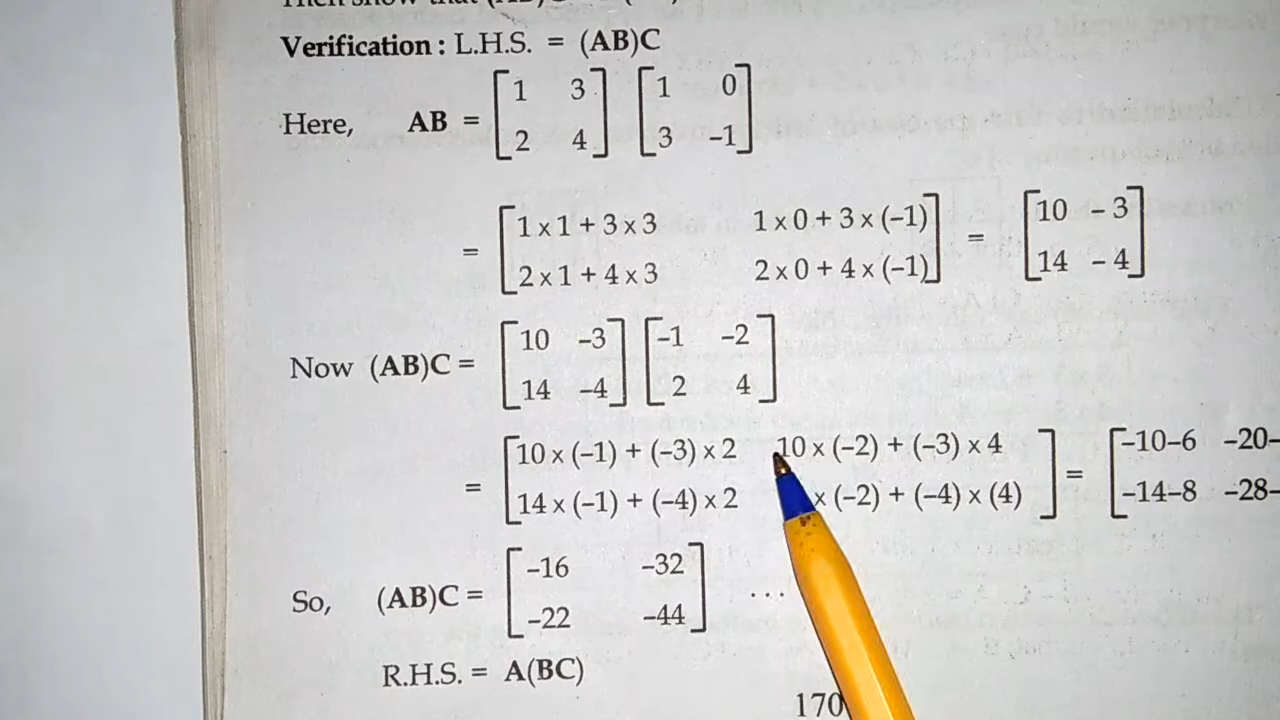 Verification : L.H.S. = (AB)C
Here, AB = [1 3] [1 0]
[2 4] [3 –1]
= [1 x 1 + 3 x 3 1 x 0 + 3 x (–1)] = [10 – 3]
[2 x 1 + 4 x 3 2 x 0 + 4 x (–1)] [14 – 4]
Now (AB)C = [10 –3] [–1 –2]
[14 –4] [2 4]
= [10 x (–1) + (–3) x 2 10 x (–2) + (–3) x 4] = [–10–6 –20–
[14 x (–1) + (–4) x 2 x (–2) + (–4) x (4)] [–14–8 –28–
So, (AB)C = [–16 –32] ...
[–22 –44]
R.H.S. = A(BC)
170